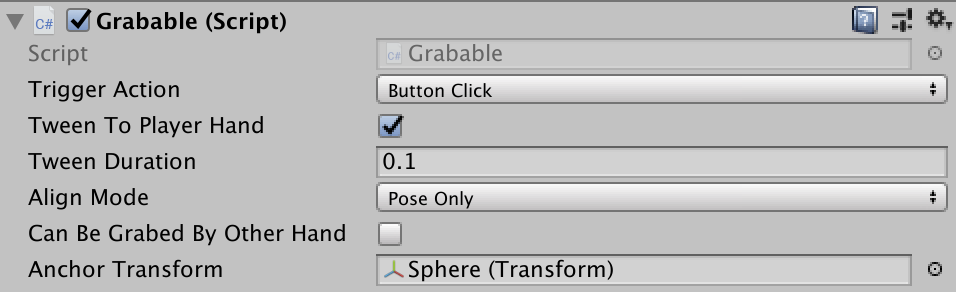 C# Grabable (Script)
Script C# Grabable
Trigger Action Button Click
Tween To Player Hand
Tween Duration 0.1
Align Mode Pose Only
Can Be Grabed By Other Hand
Anchor Transform Sphere (Transform)